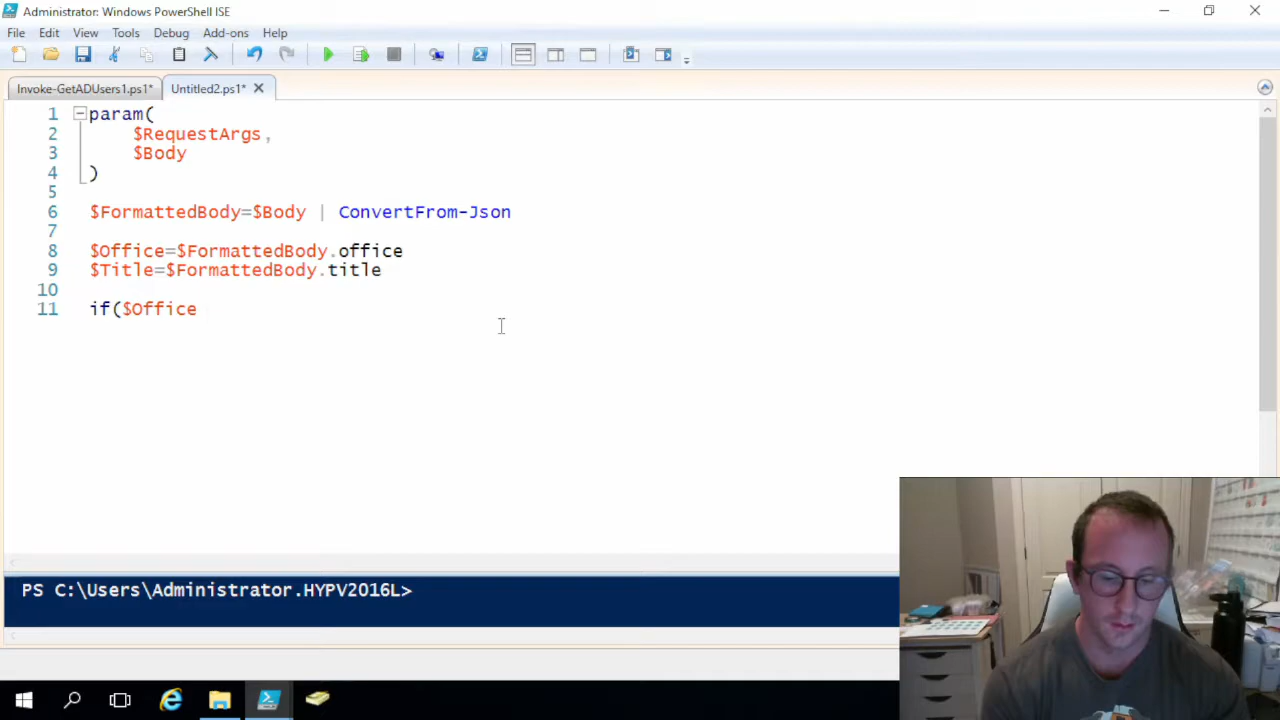 Administrator: Windows PowerShell ISE
File Edit View Tools Debug Add-ons Help
Invoke-GetADUsers1.ps1* Untitled2.ps1*
1 param(
2 $RequestArgs,
3 $Body
4 )
5
6 $FormattedBody=$Body | ConvertFrom-Json
7
8 $Office=$FormattedBody.office
9 $Title=$FormattedBody.title
10
11 if($Office
PS C:\Users\Administrator.HYPV2016L>